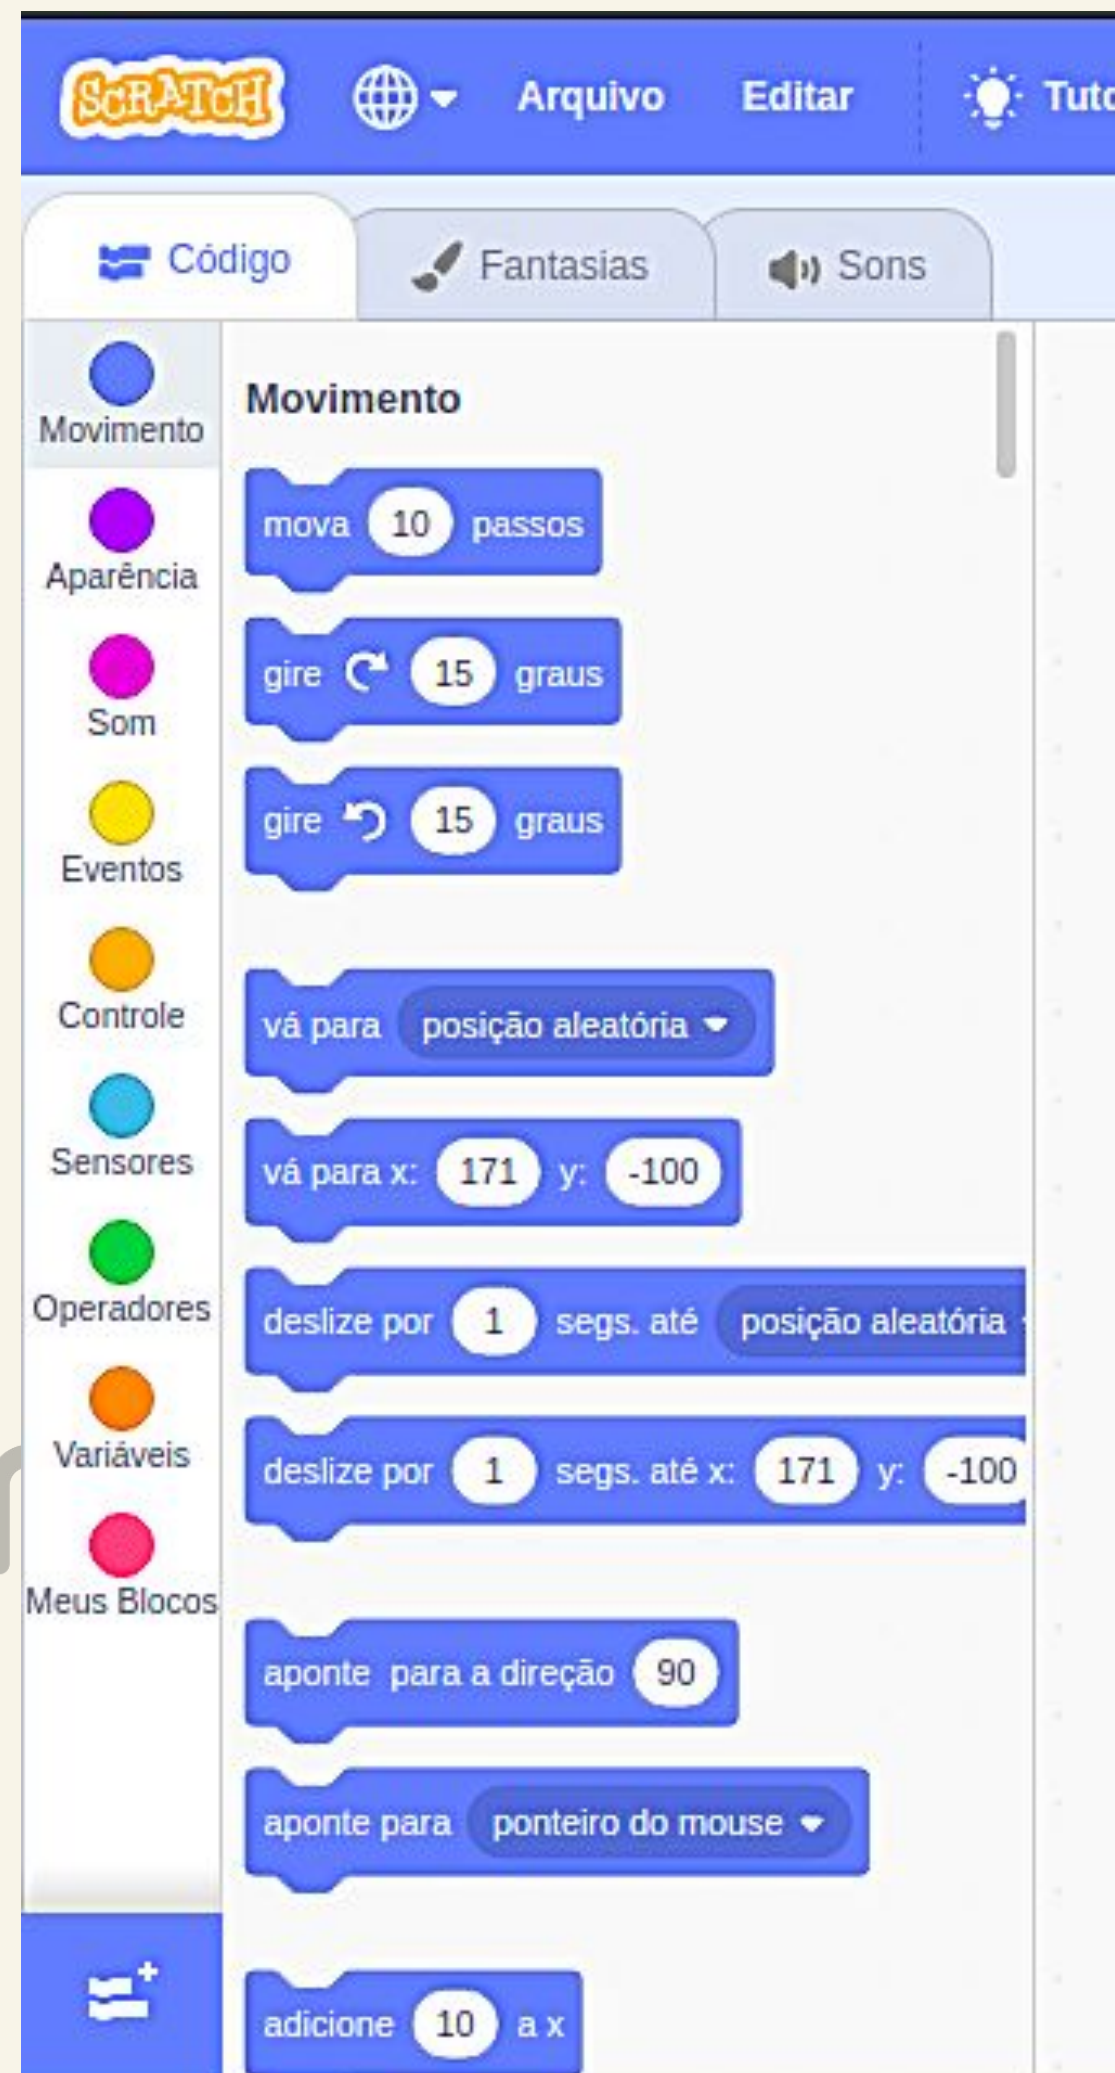 SCRATCH Arquivo Editar
Código Fantasias Sons
Movimento
Aparência
Som
Eventos
Controle
Sensores
Operadores
Variáveis
Meus Blocos
Movimento
mova 10 passos
gire 15 graus
gire 15 graus
vá para posição aleatória
vá para x: 171 y: -100
deslize por 1 segs. até posição aleatória
deslize por 1 segs. até x: 171 y: -100
aponte para a direção 90
aponte para ponteiro do mouse
adicione 10 a x